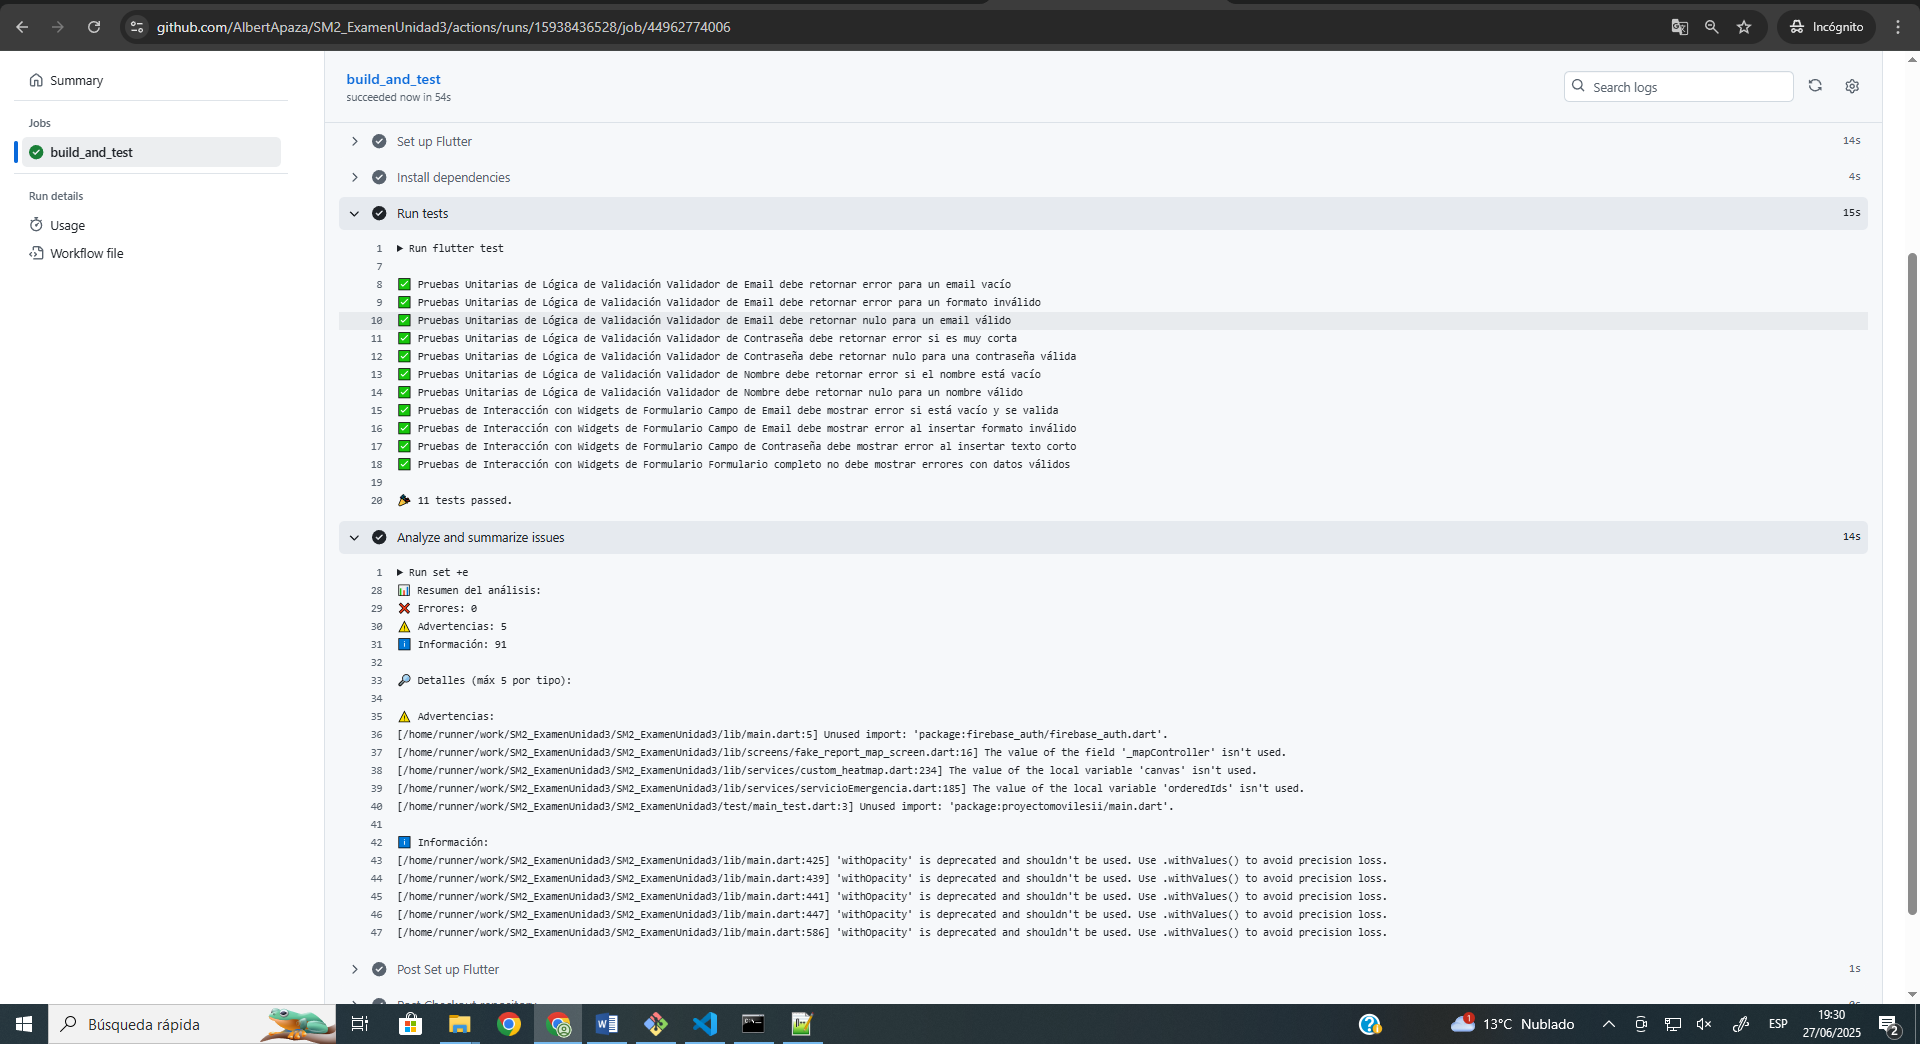 github.com/AlbertApaza/SM2_ExamenUnidad3/actions/runs/15938436528/job/44962774006
Incógnito
Summary
Jobs
build_and_test
Run details
Usage
Workflow file
build_and_test
succeeded now in 54s
Search logs
Set up Flutter 14s
Install dependencies 4s
Run tests 15s
1 ▶ Run flutter test
7
8 ✅ Pruebas Unitarias de Lógica de Validación Validador de Email debe retornar error para un email vacío
9 ✅ Pruebas Unitarias de Lógica de Validación Validador de Email debe retornar error para un formato inválido
10 ✅ Pruebas Unitarias de Lógica de Validación Validador de Email debe retornar nulo para un email válido
11 ✅ Pruebas Unitarias de Lógica de Validación Validador de Contraseña debe retornar error si es muy corta
12 ✅ Pruebas Unitarias de Lógica de Validación Validador de Contraseña debe retornar nulo para una contraseña válida
13 ✅ Pruebas Unitarias de Lógica de Validación Validador de Nombre debe retornar error si el nombre está vacío
14 ✅ Pruebas Unitarias de Lógica de Validación Validador de Nombre debe retornar nulo para un nombre válido
15 ✅ Pruebas de Interacción con Widgets de Formulario Campo de Email debe mostrar error si está vacío y se valida
16 ✅ Pruebas de Interacción con Widgets de Formulario Campo de Email debe mostrar error al insertar formato inválido
17 ✅ Pruebas de Interacción con Widgets de Formulario Campo de Contraseña debe mostrar error al insertar texto corto
18 ✅ Pruebas de Interacción con Widgets de Formulario Formulario completo no debe mostrar errores con datos válidos
19
20 🎉 11 tests passed.
Analyze and summarize issues 14s
1 ▶ Run set +e
28 📊 Resumen del análisis:
29 ❌ Errores: 0
30 ⚠️ Advertencias: 5
31 ℹ️ Información: 91
32
33 🔎 Detalles (máx 5 por tipo):
34
35 ⚠️ Advertencias:
36 [/home/runner/work/SM2_ExamenUnidad3/SM2_ExamenUnidad3/lib/main.dart:5] Unused import: 'package:firebase_auth/firebase_auth.dart'.
37 [/home/runner/work/SM2_ExamenUnidad3/SM2_ExamenUnidad3/lib/screens/fake_report_map_screen.dart:16] The value of the field '_mapController' isn't used.
38 [/home/runner/work/SM2_ExamenUnidad3/SM2_ExamenUnidad3/lib/services/custom_heatmap.dart:234] The value of the local variable 'canvas' isn't used.
39 [/home/runner/work/SM2_ExamenUnidad3/SM2_ExamenUnidad3/lib/services/servicioEmergencia.dart:185] The value of the local variable 'orderedIds' isn't used.
40 [/home/runner/work/SM2_ExamenUnidad3/SM2_ExamenUnidad3/test/main_test.dart:3] Unused import: 'package:proyectomovilesii/main.dart'.
41
42 ℹ️ Información:
43 [/home/runner/work/SM2_ExamenUnidad3/SM2_ExamenUnidad3/lib/main.dart:425] 'withOpacity' is deprecated and shouldn't be used. Use .withValues() to avoid precision loss.
44 [/home/runner/work/SM2_ExamenUnidad3/SM2_ExamenUnidad3/lib/main.dart:439] 'withOpacity' is deprecated and shouldn't be used. Use .withValues() to avoid precision loss.
45 [/home/runner/work/SM2_ExamenUnidad3/SM2_ExamenUnidad3/lib/main.dart:441] 'withOpacity' is deprecated and shouldn't be used. Use .withValues() to avoid precision loss.
46 [/home/runner/work/SM2_ExamenUnidad3/SM2_ExamenUnidad3/lib/main.dart:447] 'withOpacity' is deprecated and shouldn't be used. Use .withValues() to avoid precision loss.
47 [/home/runner/work/SM2_ExamenUnidad3/SM2_ExamenUnidad3/lib/main.dart:586] 'withOpacity' is deprecated and shouldn't be used. Use .withValues() to avoid precision loss.
Post Set up Flutter 1s
Búsqueda rápida
1
13°C Nublado
ESP
19:30
27/06/2025
2